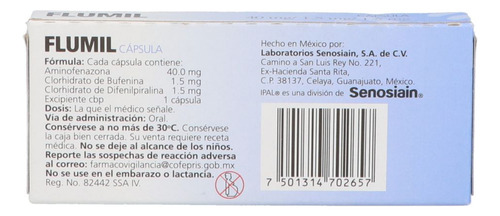 FLUMIL CÁPSULA
Fórmula: Cada cápsula contiene:
Aminofenazona 40.0 mg
Clorhidrato de Bufenina 1.5 mg
Clorhidrato de Difenilpiralina 1.5 mg
Excipiente cbp 1 cápsula
Dosis: La que el médico señale.
Vía de administración: Oral.
Consérvese a no más de 30°C. Consérvese
la caja bien cerrada. Su venta requiere receta
médica. No se deje al alcance de los niños.
Reporte las sospechas de reacción adversa
al correo: farmacovigilancia@cofepris.gob.mx
No se use en el embarazo o lactancia.
Reg. No. 82442 SSA IV.
Hecho en México por:
Laboratorios Senosiain, S.A. de C.V.
Camino a San Luis Rey No. 221,
Ex-Hacienda Santa Rita,
C.P. 38137, Celaya, Guanajuato, México.
IPAL® es una división de Senosiain®
7 501314 702657